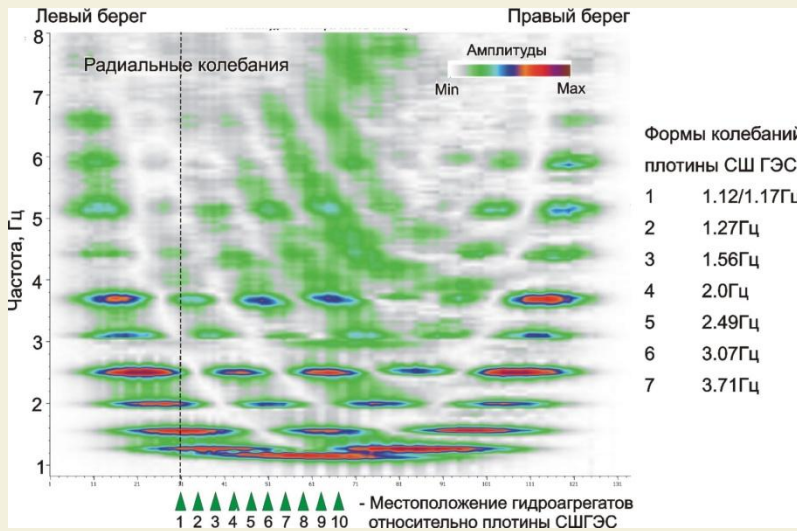 Левый берег Правый берег
8
Радиальные колебания
Амплитуды
Min Max
7
6
5
4
3
2
1
Частота, Гц
Формы колебаний
плотины СШ ГЭС
1 1.12/1.17Гц
2 1.27Гц
3 1.56Гц
4 2.0Гц
5 2.49Гц
6 3.07Гц
7 3.71Гц
1 2 3 4 5 6 7 8 9 10
- Местоположение гидроагрегатов
относительно плотины СШГЭС